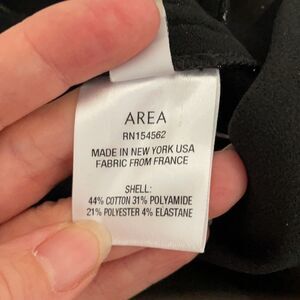 AREA
RN154562
MADE IN NEW YORK USA
FABRIC FROM FRANCE
SHELL:
44% COTTON 31% POLYAMIDE
21% POLYESTER 4% ELASTANE